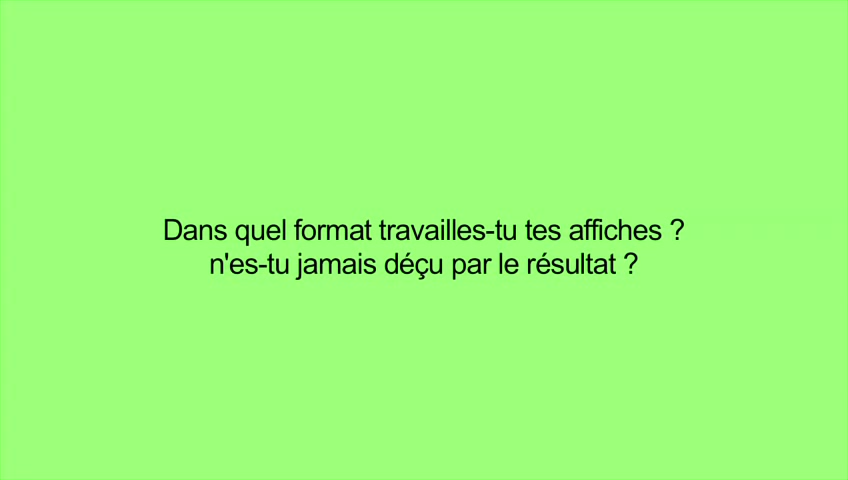 Dans quel format travailles-tu tes affiches ?
n'es-tu jamais déçu par le résultat ?